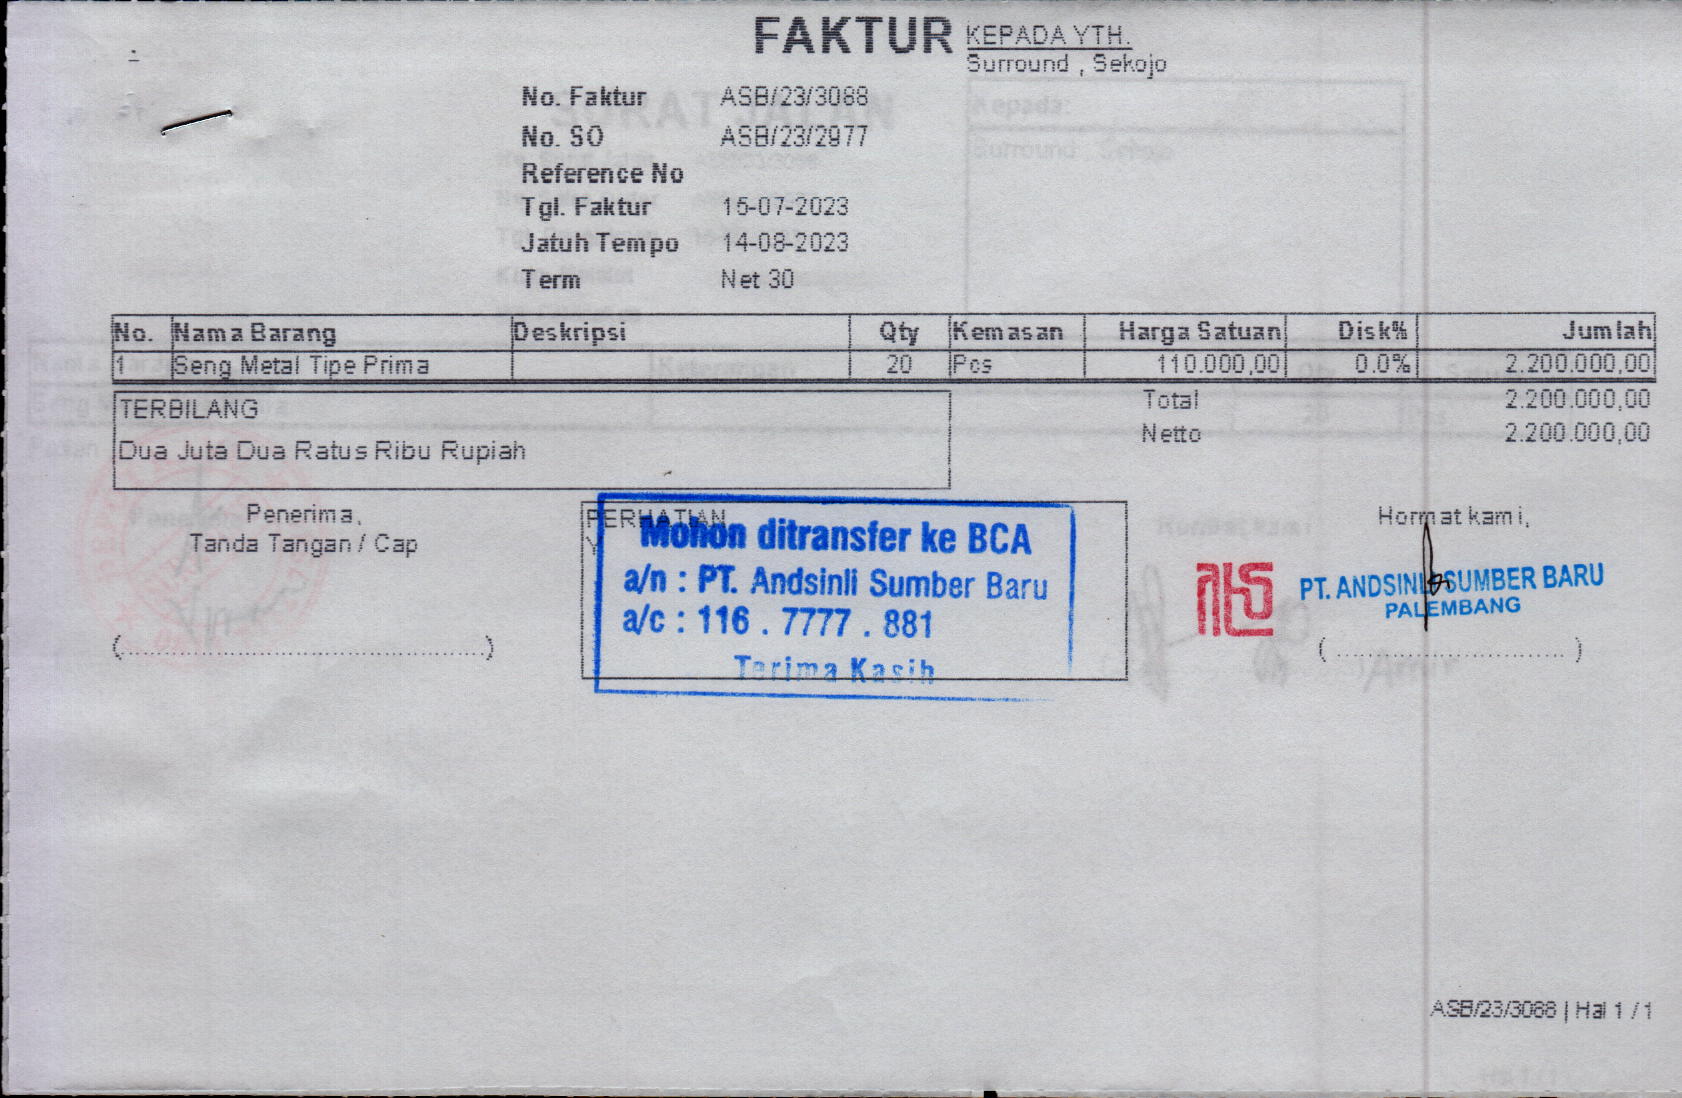 FAKTUR
KEPADA YTH.
Surround , Sekojo
No. Faktur ASB/23/3088
No. SO ASB/23/2977
Reference No
Tgl. Faktur 15-07-2023
Jatuh Tempo 14-08-2023
Term Net 30
No. Nama Barang Deskripsi Qty Kemasan Harga Satuan Disk% Jumlah
1 Seng Metal Tipe Prima 20 Pcs 110.000,00 0.0% 2.200.000,00
TERBILANG
Dua Juta Dua Ratus Ribu Rupiah
Total 2.200.000,00
Netto 2.200.000,00
Penerima,
Tanda Tangan / Cap
(........................................)
PERHATIAN
Mohon ditransfer ke BCA
a/n : PT. Andsinli Sumber Baru
a/c : 116 . 7777 . 881
Terima Kasih
Hormat kami,
PT. ANDSINLI SUMBER BARU
PALEMBANG
(..............................)
ASB/23/3088 | Hal 1 / 1